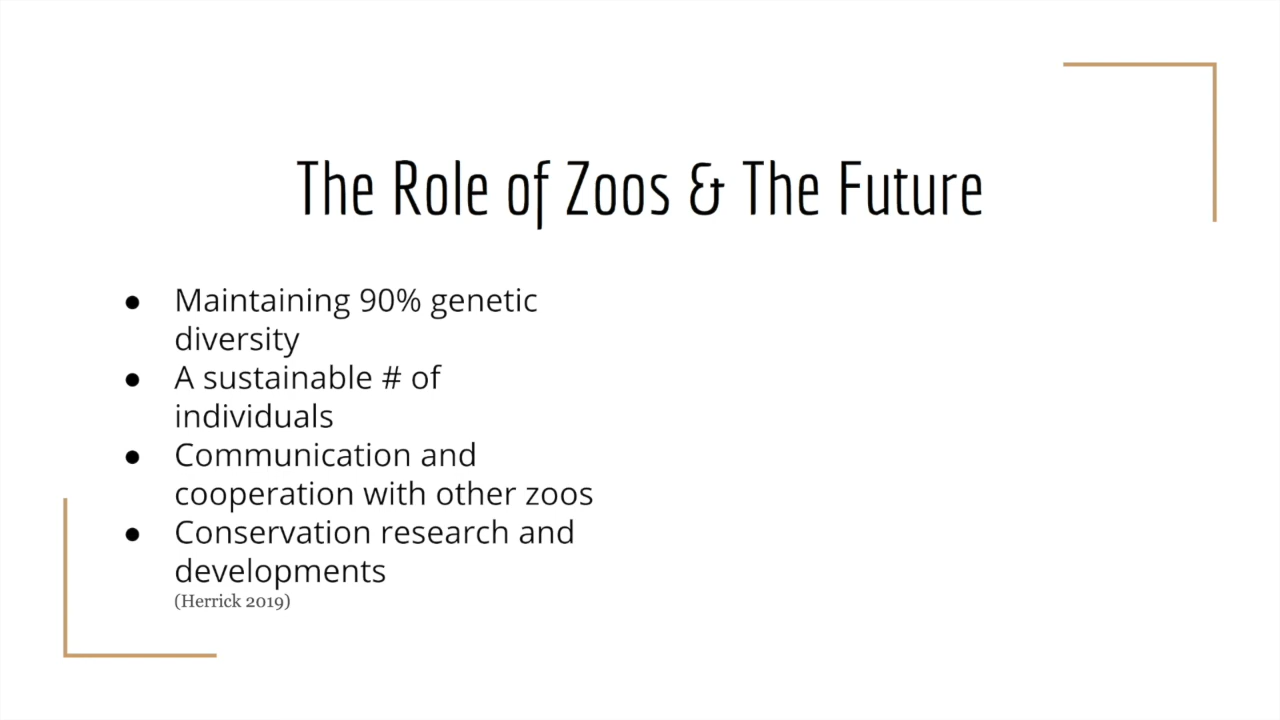 The Role of Zoos & The Future
● Maintaining 90% genetic
diversity
● A sustainable # of
individuals
● Communication and
cooperation with other zoos
● Conservation research and
developments
(Herrick 2019)